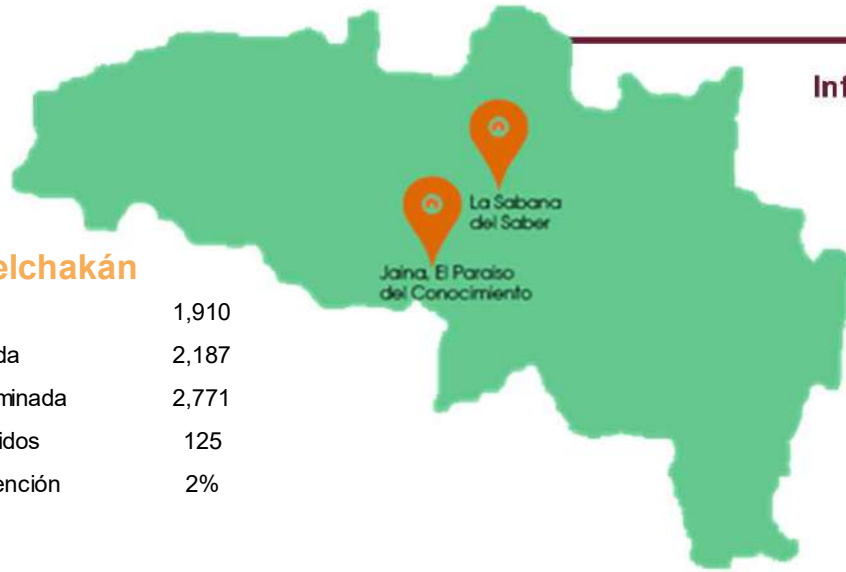 Inf
La Sabana
del Saber
Jaina, El Paraiso
del Conocimiento
elchakán
1,910
da 2,187
minada 2,771
idos 125
ención 2%